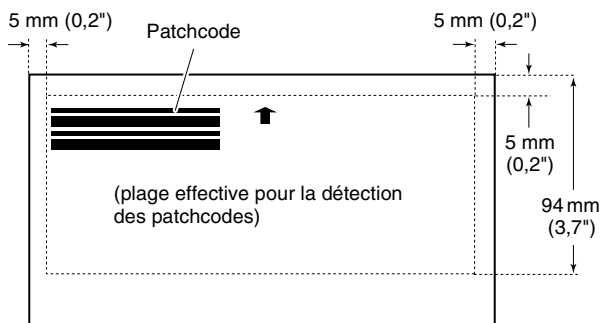 5 mm (0,2")
Patchcode
5 mm (0,2")
5 mm
(0,2")
(plage effective pour la détection
des patchcodes)
94 mm
(3,7")